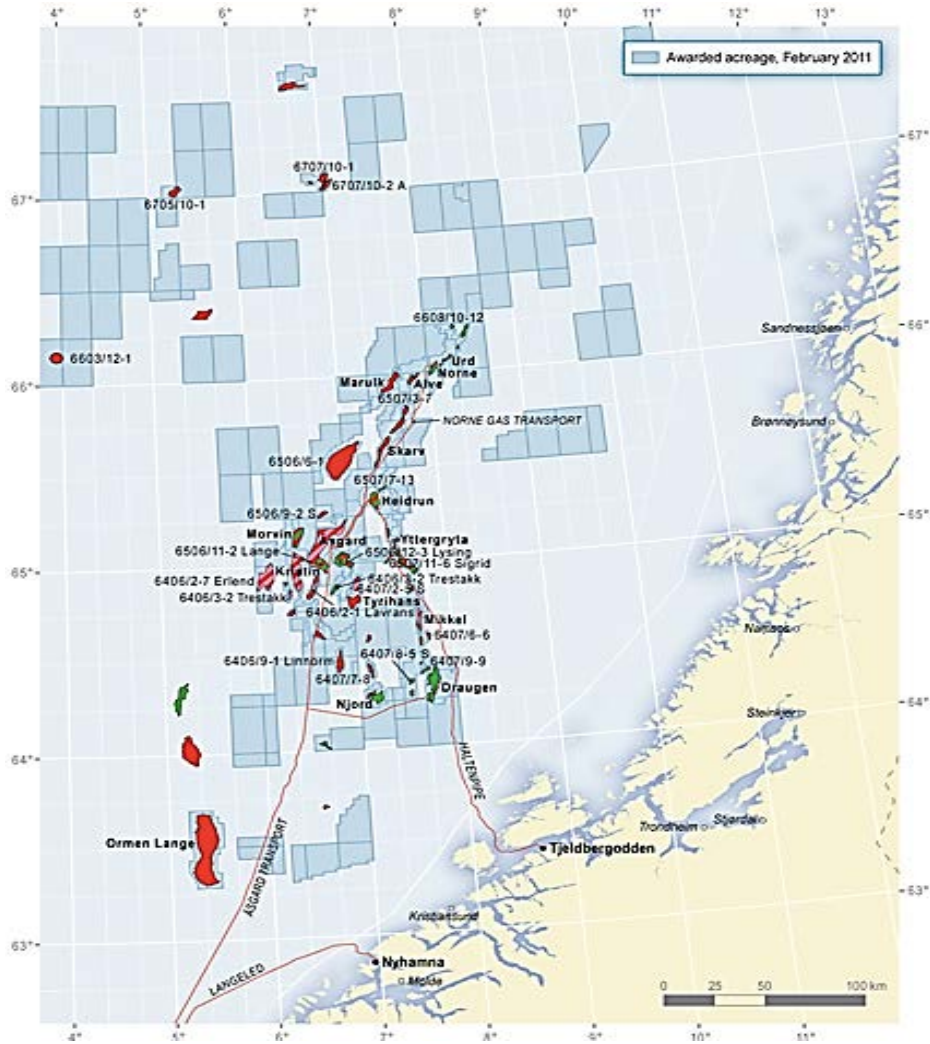 4° 5° 6° 7° 8° 9° 10° 11° 12° 13°
Awarded acreage, February 2011
67°
6707/10-1
6707/10-2 A
67°
6705/10-1
6608/10-12
Sandnessjøen
66°
6603/12-1
Urd
Norne
66°
Marulk
Alve
6507/3-7
NORNE GAS TRANSPORT
Brønnøysund
Skarv
6506/6-1
6507/7-13
Heidrun
65°
6506/9-2 S
Morvin
Åsgard
Yttergryta
6506/11-2 Lange
6506/12-3 Lysing
6507/11-6 Sigrid
65°
Kristin
6406/2-7 Erlend
6406/3-2 Trestakk
6407/2-5 S
6406/3-2 Trestakk
Tyrihans
6406/2-1 Lavrans
Mikkel
6407/6-6
Namsos
6407/8-5 S
6406/9-1 Linnorm
6407/9-9
6407/7-8
Draugen
Njord
64°
Steinkjer
64°
HALTENPIPE
Ormen Lange
ÅSGARD TRANSPORT
Trondheim
Stjørdal
Tjeldbergodden
63°
Kristiansund
63°
LANGELED
Nyhamna
Molde
0 25 50 100 km
4° 5° 6° 7° 8° 9° 10° 11°